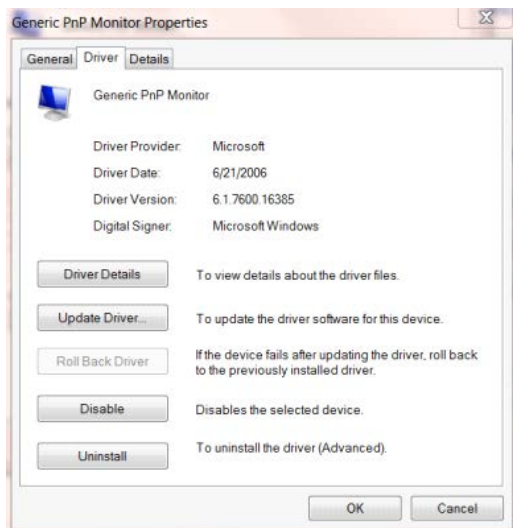 Generic PnP Monitor Properties
General Driver Details
Generic PnP Monitor
Driver Provider: Microsoft
Driver Date: 6/21/2006
Driver Version: 6.1.7600.16385
Digital Signer: Microsoft Windows
Driver Details To view details about the driver files.
Update Driver... To update the driver software for this device.
Roll Back Driver If the device fails after updating the driver, roll back
to the previously installed driver.
Disable Disables the selected device.
Uninstall To uninstall the driver (Advanced).
OK Cancel